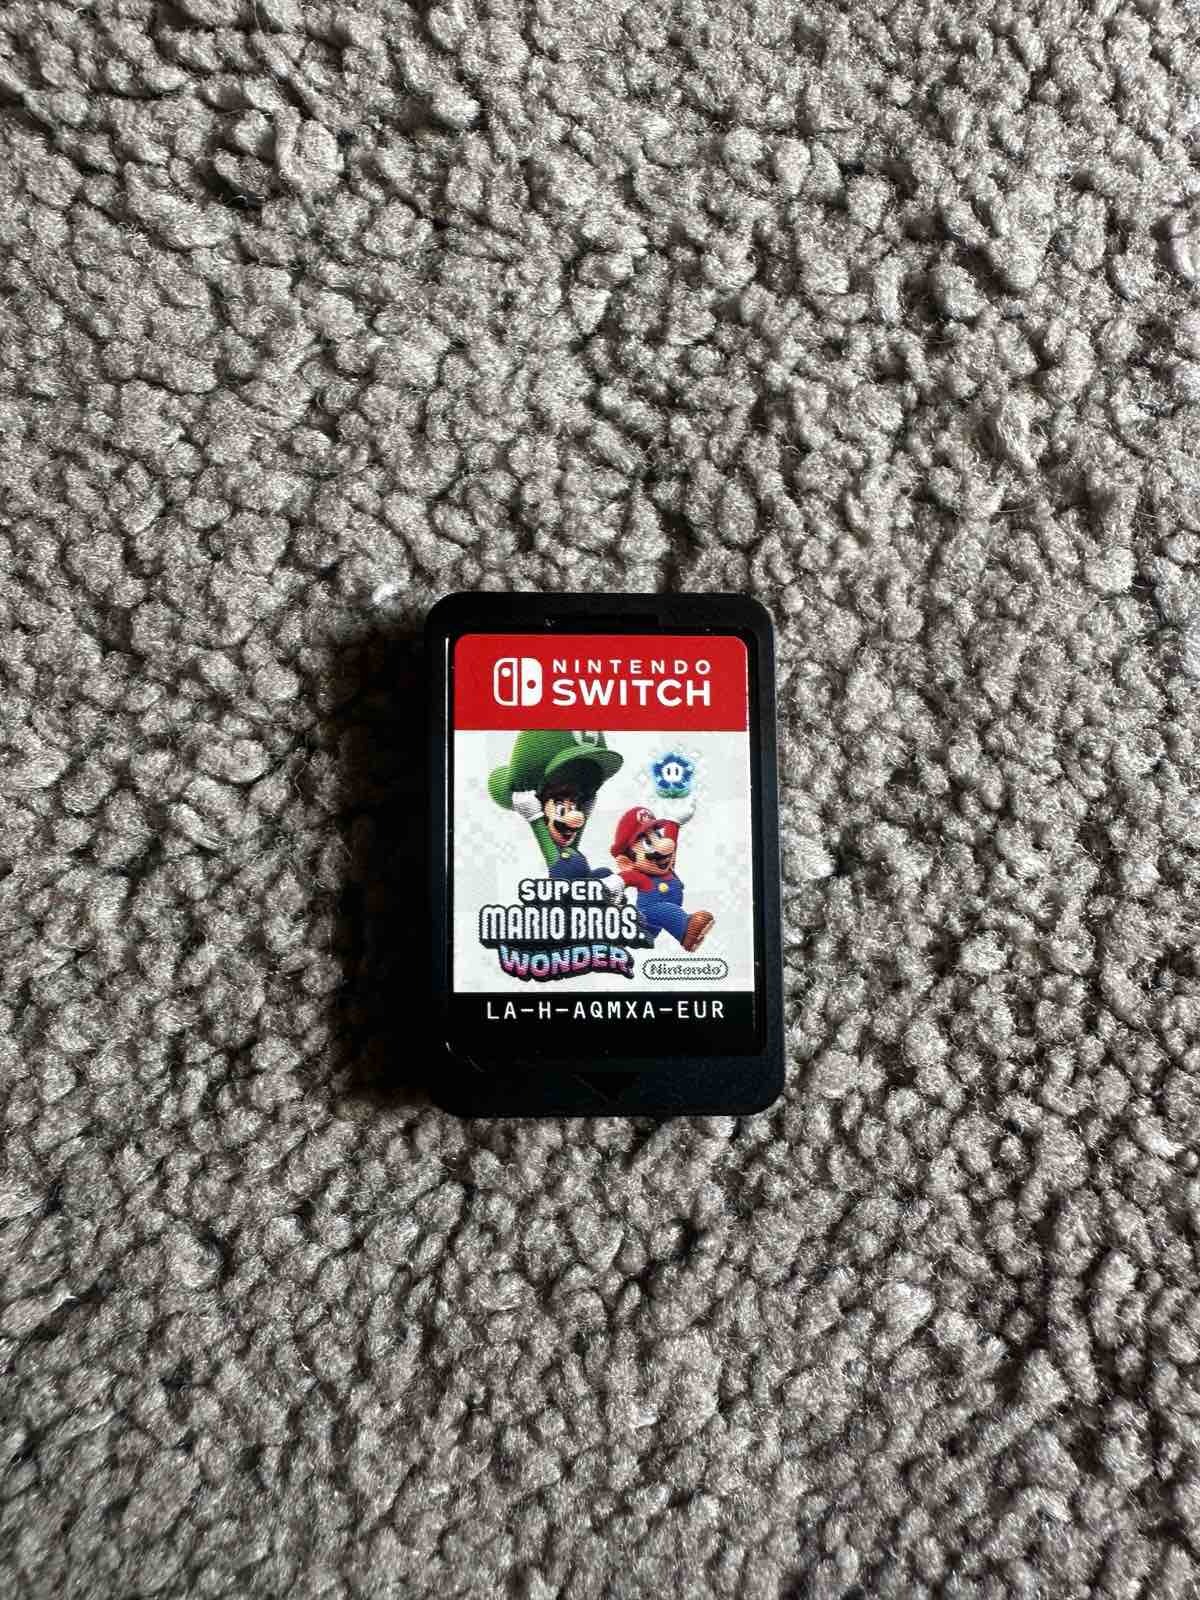 NINTENDO
SWITCH
L
M
SUPER
MARIO BROS.
WONDER
Nintendo
LA-H-AQMXA-EUR